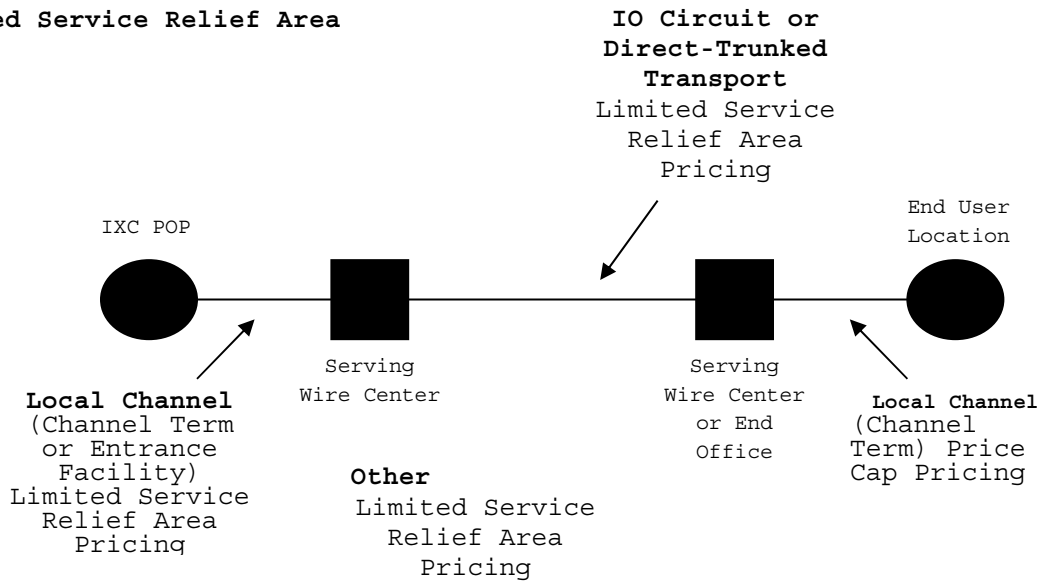 ed Service Relief Area
IO Circuit or
Direct-Trunked
Transport
Limited Service
Relief Area
Pricing
IXC POP
End User
Location
Serving
Wire Center
Serving
Wire Center
or End
Office
Local Channel
(Channel Term
or Entrance
Facility)
Limited Service
Relief Area
Pricing
Other
Limited Service
Relief Area
Pricing
Local Channel
(Channel
Term) Price
Cap Pricing